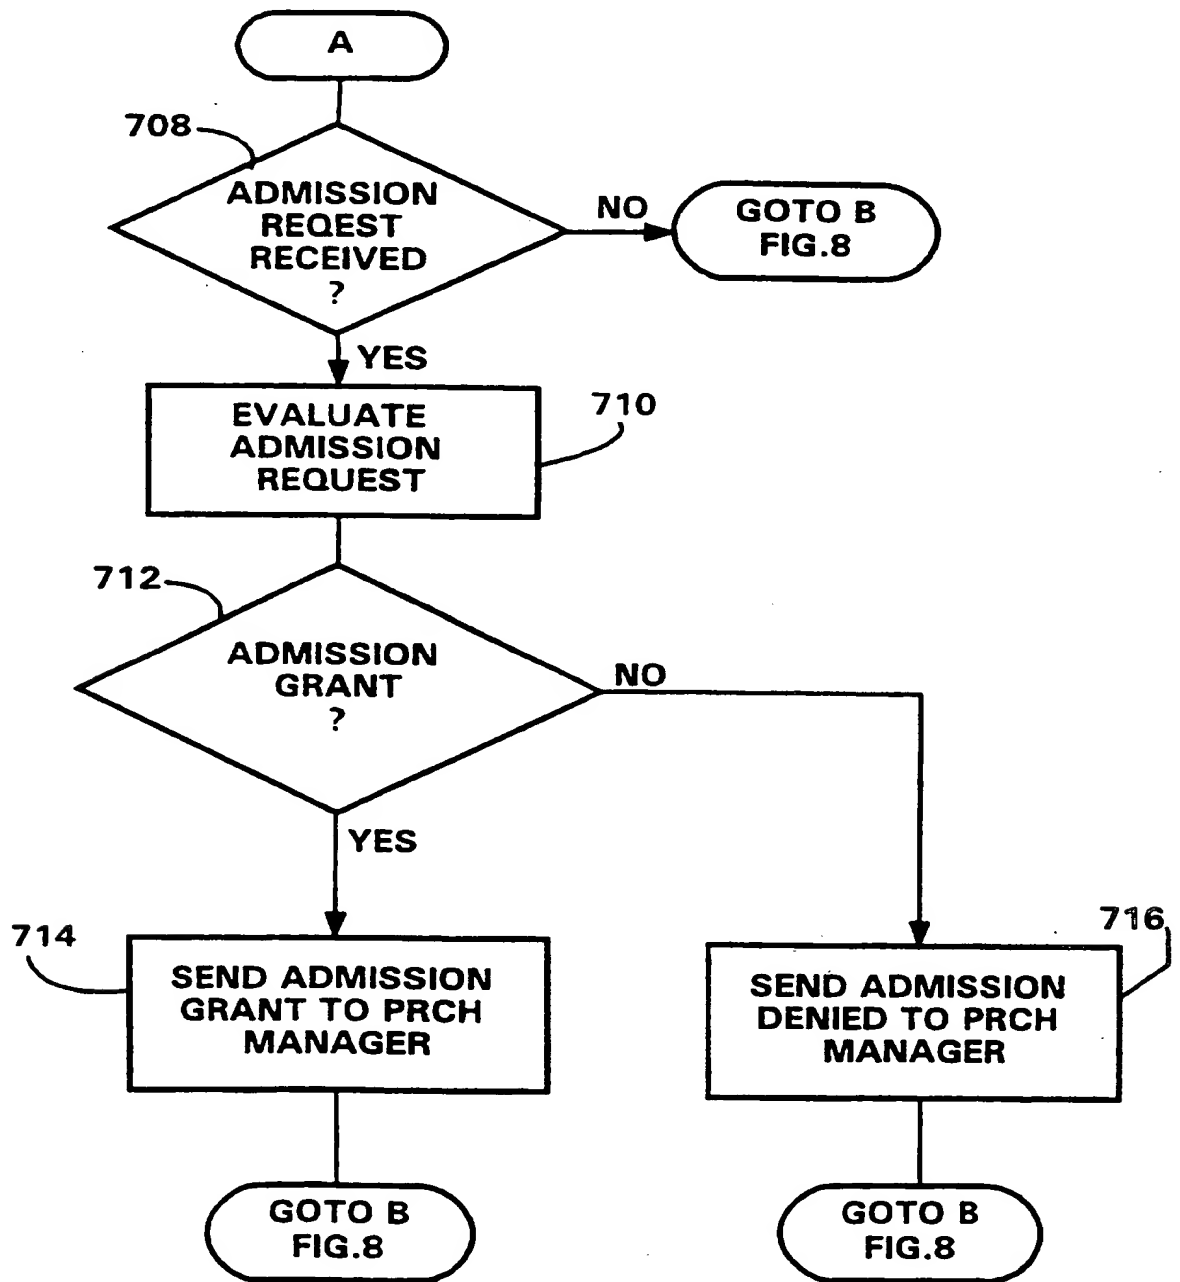 A
708
ADMISSION
REQEST
RECEIVED
?
NO
GOTO B
FIG.8
YES
EVALUATE
ADMISSION
REQUEST
710
712
ADMISSION
GRANT
?
NO
YES
714
SEND ADMISSION
GRANT TO PRCH
MANAGER
716
SEND ADMISSION
DENIED TO PRCH
MANAGER
GOTO B
FIG.8
GOTO B
FIG.8